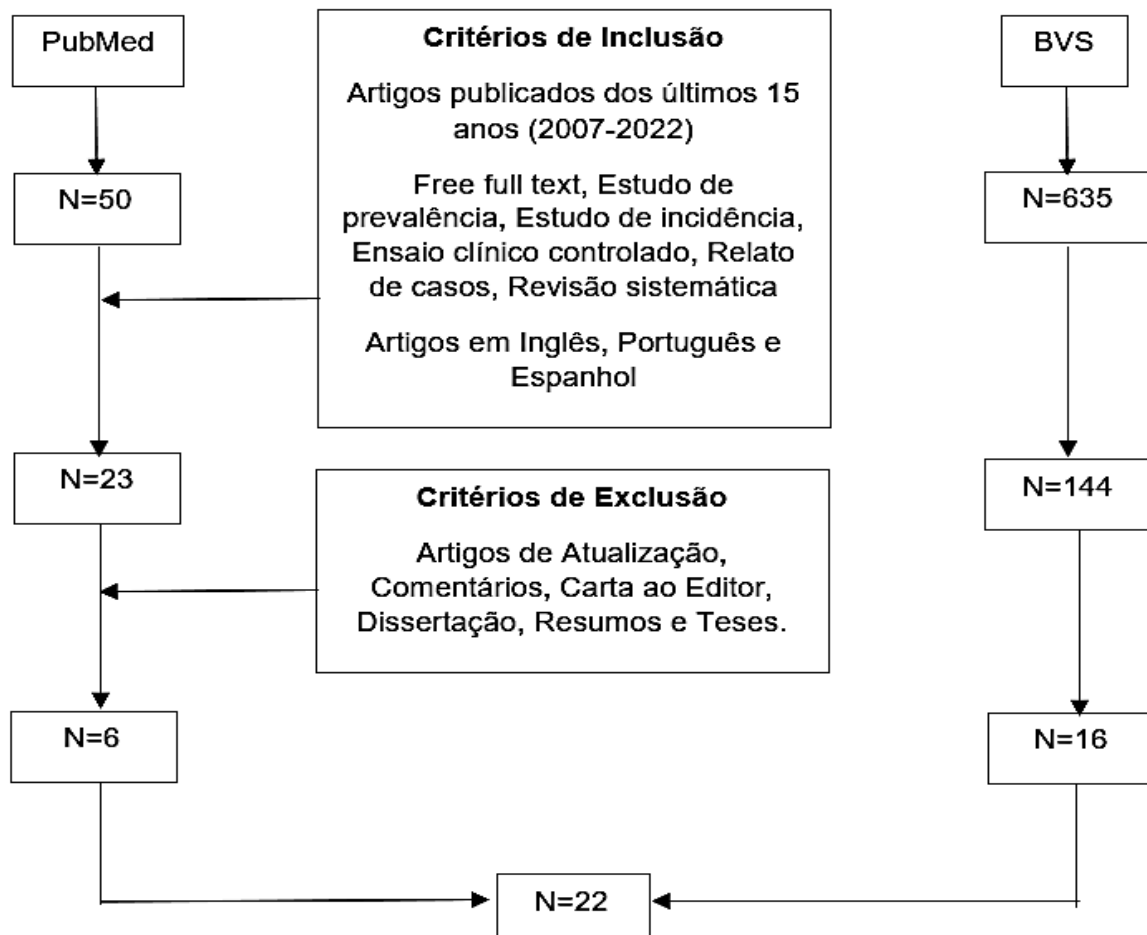 PubMed
Critérios de Inclusão
Artigos publicados dos últimos 15
anos (2007-2022)
Free full text, Estudo de
prevalência, Estudo de incidência,
Ensaio clínico controlado, Relato
de casos, Revisão sistemática
Artigos em Inglês, Português e
Espanhol
BVS
N=50
N=635
N=23
N=144
Critérios de Exclusão
Artigos de Atualização,
Comentários, Carta ao Editor,
Dissertação, Resumos e Teses.
N=6
N=16
N=22